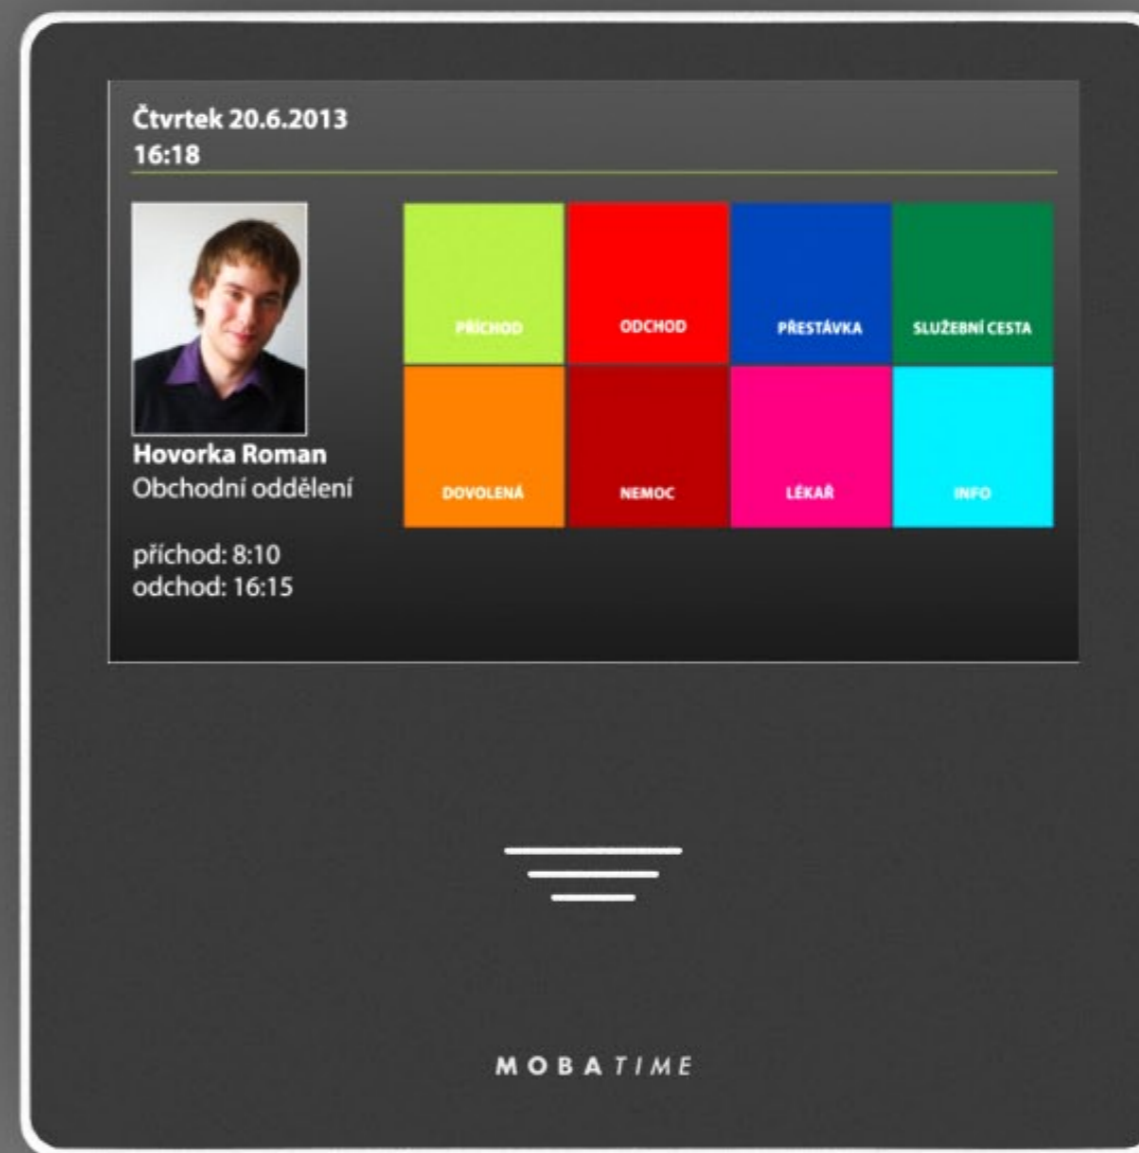 Čtvrtek 20.6.2013
16:18
PŘÍCHOD
ODCHOD
PŘESTÁVKA
SLUŽEBNÍ CESTA
Hovorka Roman
Obchodní oddělení
DOVOLENÁ
NEMOC
LÉKAŘ
INFO
příchod: 8:10
odchod: 16:15
MOBATIME